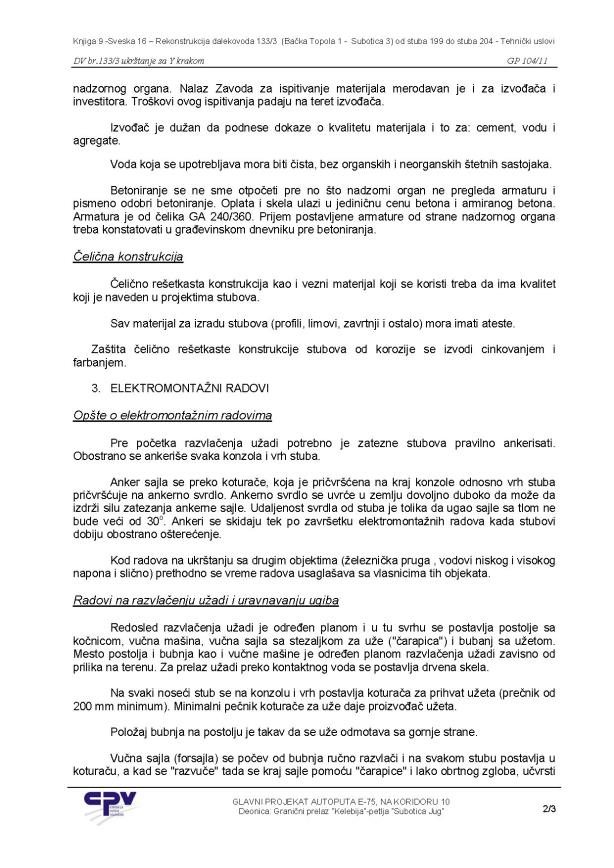 Knjiga 9 -Sveska 16 – Rekonstrukcija dalekovoda 133/3 (Bačka Topola 1 - Subotica 3) od stuba 199 do stuba 204 - Tehnički uslovi
DV br.133/3 ukrštanje sa Y krakom GP 104/11
nadzornog organa. Nalaz Zavoda za ispitivanje materijala merodavan je i za izvođača i
investitora. Troškovi ovog ispitivanja padaju na teret izvođača.
Izvođač je dužan da podnese dokaze o kvalitetu materijala i to za: cement, vodu i
agregate.
Voda koja se upotrebljava mora biti čista, bez organskih i neorganskih štetnih sastojaka.
Betoniranje se ne sme otpočeti pre no što nadzorni organ ne pregleda armaturu i
pismeno odobri betoniranje. Oplata i skela ulazi u jediničnu cenu betona i armiranog betona.
Armatura je od čelika GA 240/360. Prijem postavljene armature od strane nadzornog organa
treba konstatovati u građevinskom dnevniku pre betoniranja.
Čelična konstrukcija
Čelično rešetkasta konstrukcija kao i vezni materijal koji se koristi treba da ima kvalitet
koji je naveden u projektima stubova.
Sav materijal za izradu stubova (profili, limovi, zavrtnji i ostalo) mora imati ateste.
Zaštita čelično rešetkaste konstrukcije stubova od korozije se izvodi cinkovanjem i
farbanjem.
3. ELEKTROMONTAŽNI RADOVI
Opšte o elektromontažnim radovima
Pre početka razvlačenja užadi potrebno je zatezne stubova pravilno ankerisati.
Obostrano se ankeriše svaka konzola i vrh stuba.
Anker sajla se preko koturače, koja je pričvršćena na kraj konzole odnosno vrh stuba
pričvršćuje na ankerno svrdlo. Ankerno svrdlo se uvrće u zemlju dovoljno duboko da može da
izdrži silu zatezanja ankerne sajle. Udaljenost svrdla od stuba je tolika da ugao sajle sa tlom ne
bude veći od 30°. Ankeri se skidaju tek po završetku elektromontažnih radova kada stubovi
dobiju obostrano ošterećenje.
Kod radova na ukrštanju sa drugim objektima (železnička pruga , vodovi niskog i visokog
napona i slično) prethodno se vreme radova usaglašava sa vlasnicima tih objekata.
Radovi na razvlačenju užadi i uravnavanju ugiba
Redosled razvlačenja užadi je određen planom i u tu svrhu se postavlja postolje sa
kočnicom, vučna mašina, vučna sajla sa stezaljkom za uže ("čarapica") i bubanj sa užetom.
Mesto postolja i bubnja kao i vučne mašine je određen planom razvlačenja užadi zavisno od
prilika na terenu. Za prelaz užadi preko kontaktnog voda se postavlja drvena skela.
Na svaki noseći stub se na konzolu i vrh postavlja koturača za prihvat užeta (prečnik od
200 mm minimum). Minimalni pečnik koturače za uže daje proizvođač užeta.
Položaj bubnja na postolju je takav da se uže odmotava sa gornje strane.
Vučna sajla (forsajla) se počev od bubnja ručno razvlači i na svakom stubu postavlja u
koturaču, a kad se "razvuče" tada se kraj sajle pomoću "čarapice" i lako obrtnog zgloba, učvrsti
CPV
GLAVNI PROJEKAT AUTOPUTA E-75, NA KORIDORU 10
Deonica: Granični prelaz "Kelebija"-petlja "Subotica Jug"
2/3